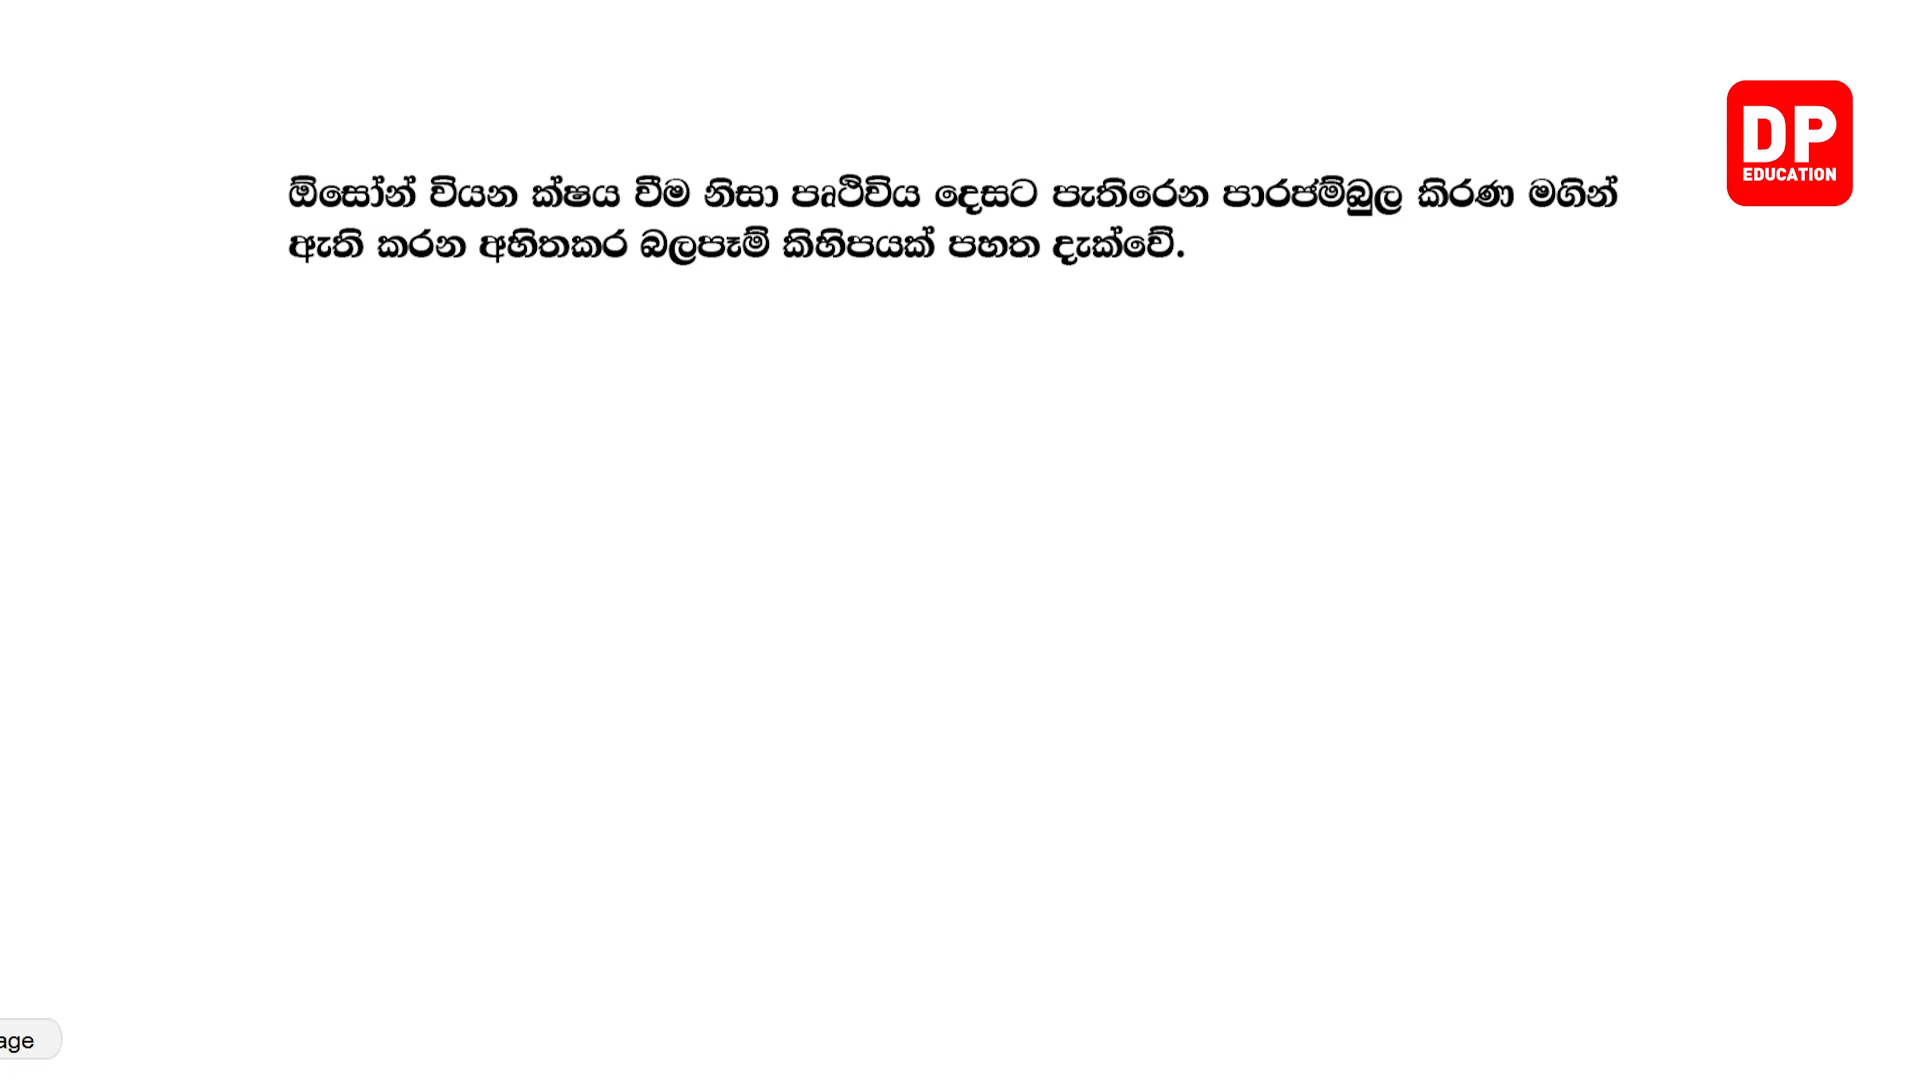 DP
EDUCATION
ඕසෝන් වියන ක්ෂය වීම නිසා පෘථිවිය දෙසට පැතිරෙන පාරජම්බුල කිරණ මගින්
ඇති කරන අහිතකර බලපෑම් කිහිපයක් පහත දැක්වේ.
age